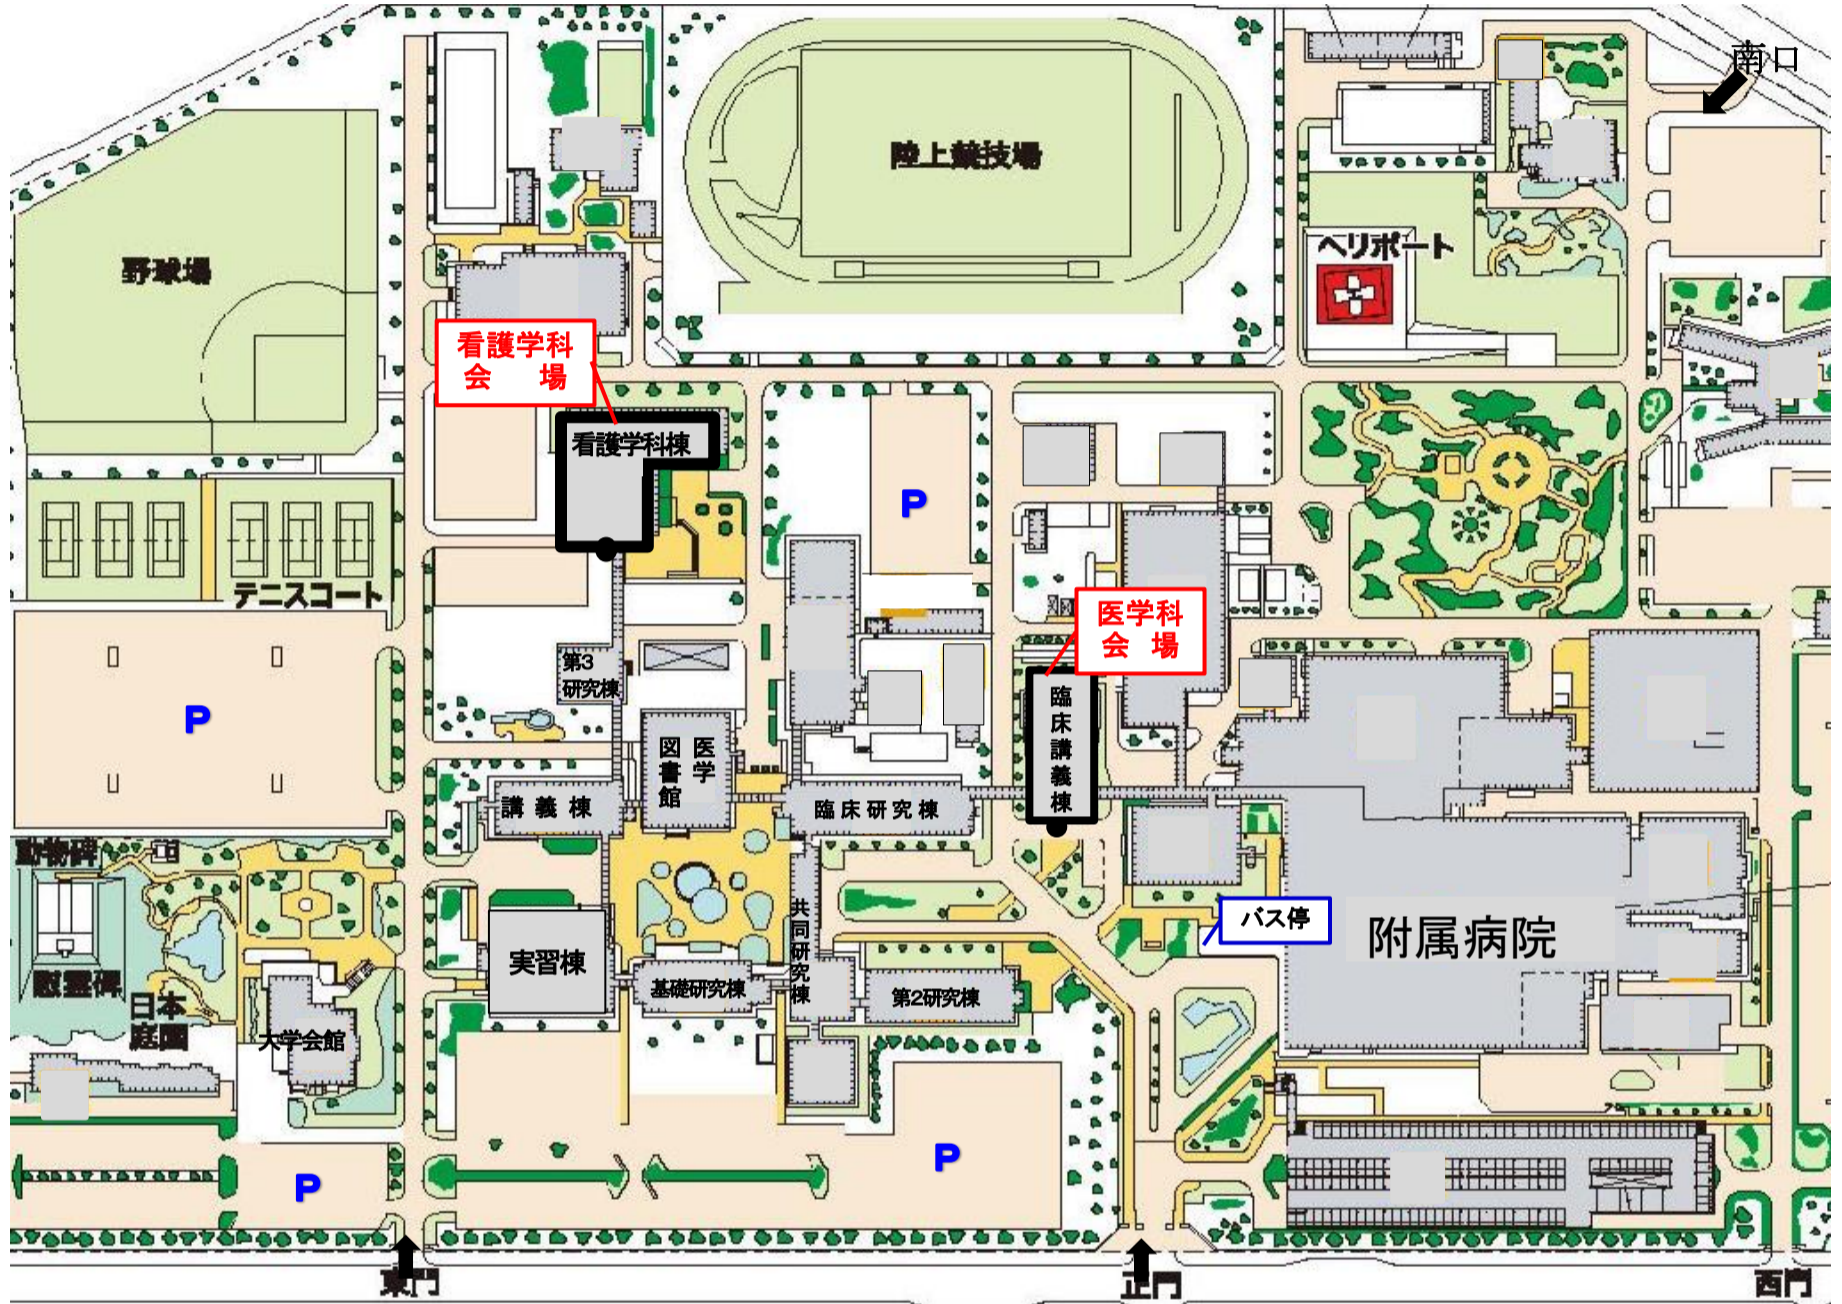 南口
陸上競技場
ヘリポート
野球場
看護学科
会 場
看護学科棟
P
テニスコート
医学科
会 場
第3
研究棟
P
臨床講義棟
医学
図書館
講義棟
臨床研究棟
動物碑
慰霊碑
日本
庭園
大学会館
実習棟
基礎研究棟
共同研究棟
第2研究棟
バス停
附属病院
P
P
東門
正門
西門